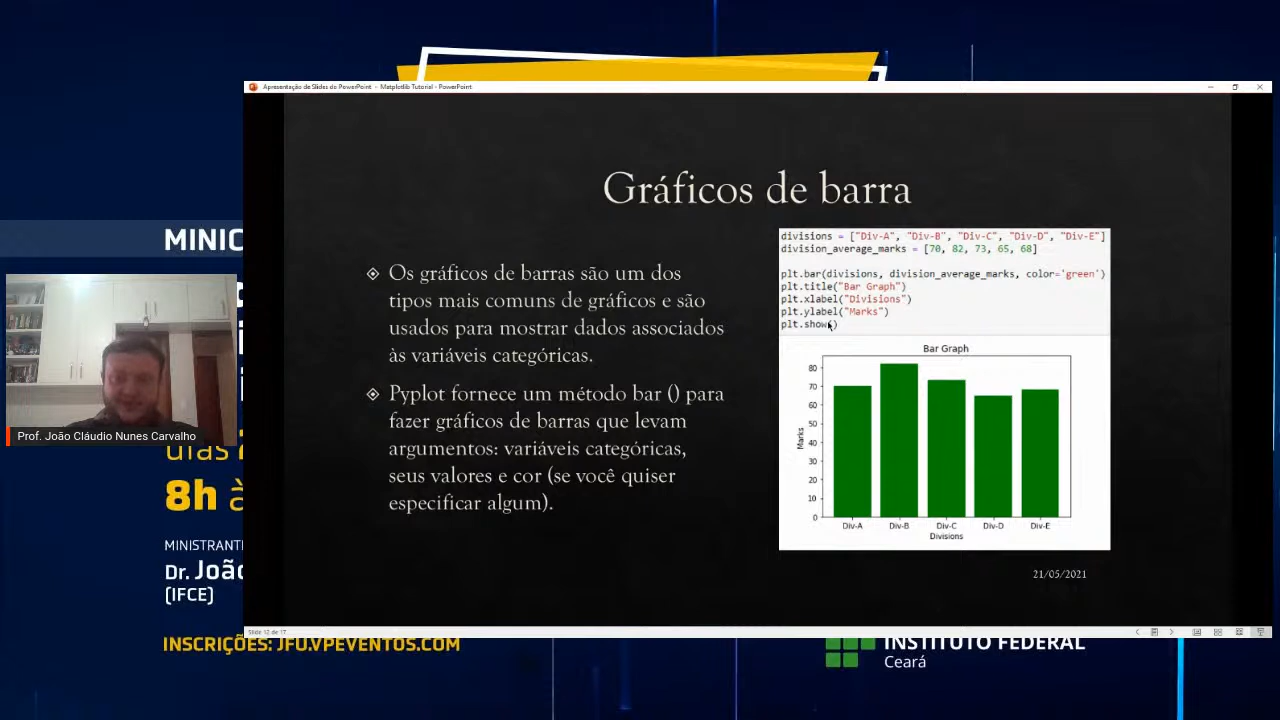 Apresentação de Slides do PowerPoint - Matplotlib Tutorial - PowerPoint
Gráficos de barra
Os gráficos de barras são um dos
tipos mais comuns de gráficos e são
usados para mostrar dados associados
às variáveis categóricas.
Pyplot fornece um método bar () para
fazer gráficos de barras que levam
argumentos: variáveis categóricas,
seus valores e cor (se você quiser
especificar algum).
divisions = ["Div-A", "Div-B", "Div-C", "Div-D", "Div-E"]
division_average_marks = [70, 82, 73, 65, 68]
plt.bar(divisions, division_average_marks, color='green')
plt.title("Bar Graph")
plt.xlabel("Divisions")
plt.ylabel("Marks")
plt.show()
Bar Graph
Marks
80
70
60
50
40
30
20
10
0
Div-A Div-B Div-C Div-D Div-E
Divisions
21/05/2021
Slide 12 de 17
MINIC
Prof. João Cláudio Nunes Carvalho
dias 2
8h à
MINISTRANT
Dr. João
(IFCE)
INSCRIÇÕES: JFU.VPEVENTOS.COM
INSTITUTO FEDERAL
Ceará